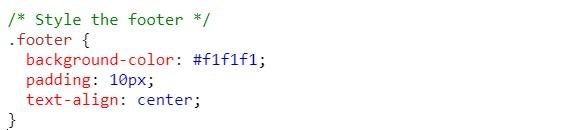 /* Style the footer */
.footer {
  background-color: #f1f1f1;
  padding: 10px;
  text-align: center;
}